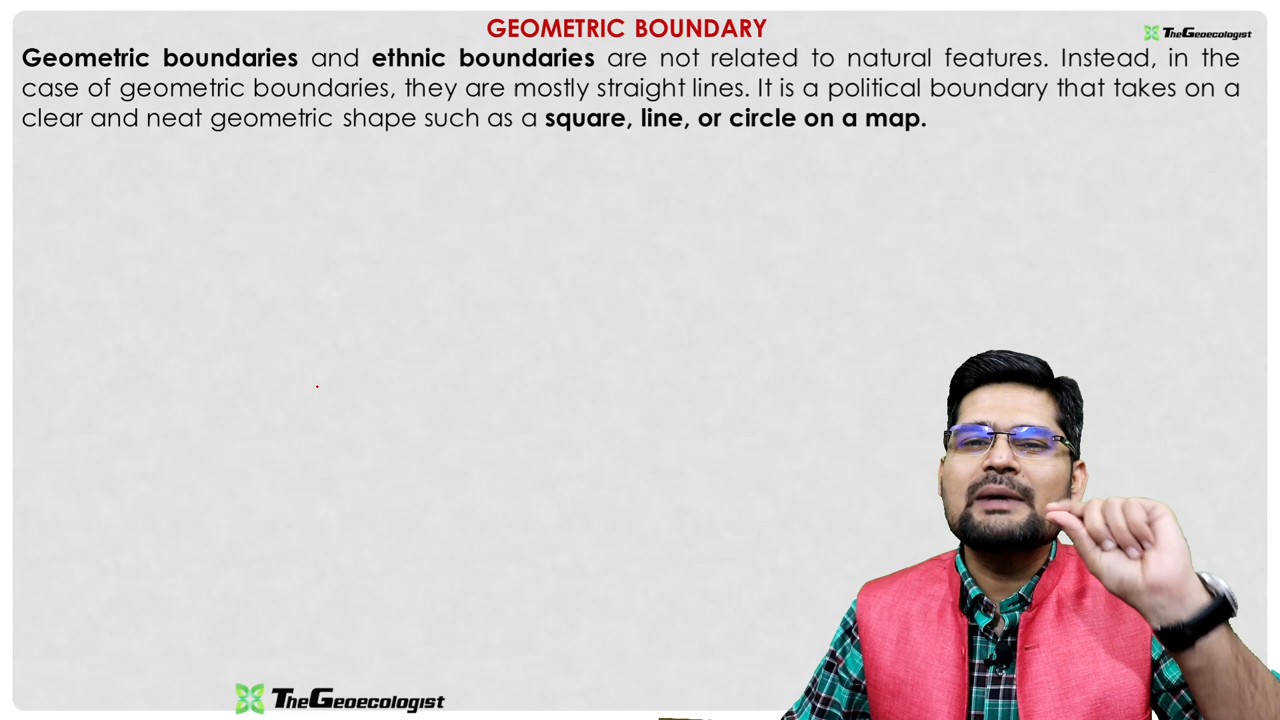 GEOMETRIC BOUNDARY
TheGeoecologist
Geometric boundaries and ethnic boundaries are not related to natural features. Instead, in the
case of geometric boundaries, they are mostly straight lines. It is a political boundary that takes on a
clear and neat geometric shape such as a square, line, or circle on a map.
TheGeoecologist